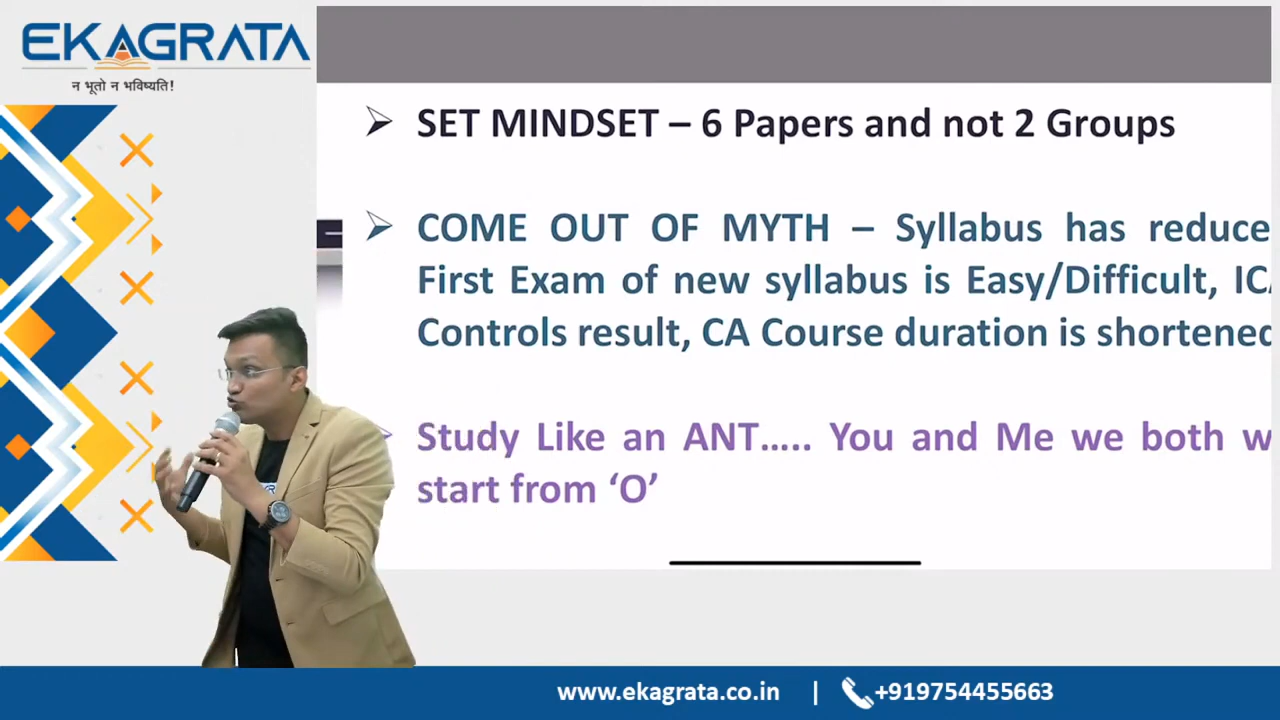 EKAGRATA
न भूतो न भविष्यति!
SET MINDSET – 6 Papers and not 2 Groups
COME OUT OF MYTH – Syllabus has reduce
First Exam of new syllabus is Easy/Difficult, IC
Controls result, CA Course duration is shortened
Study Like an ANT..... You and Me we both w
start from ‘O’
www.ekagrata.co.in | +919754455663